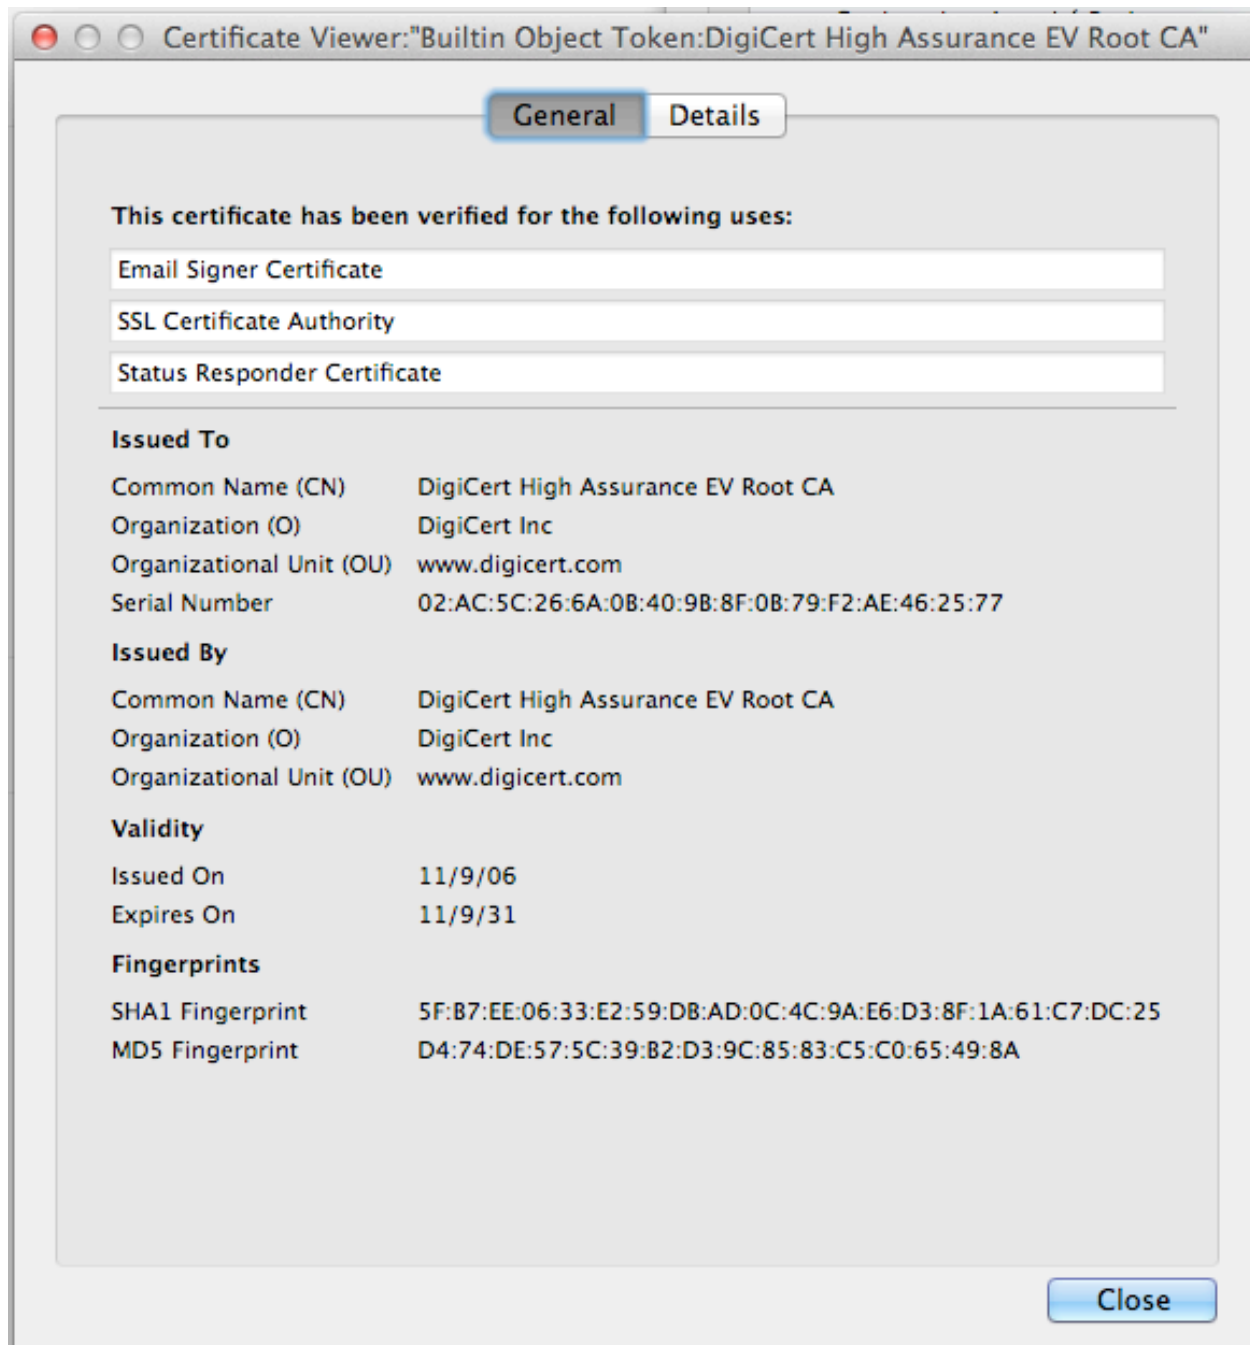 Certificate Viewer:"Builtin Object Token:DigiCert High Assurance EV Root CA"
General Details
This certificate has been verified for the following uses:
Email Signer Certificate
SSL Certificate Authority
Status Responder Certificate
Issued To
Common Name (CN) DigiCert High Assurance EV Root CA
Organization (O) DigiCert Inc
Organizational Unit (OU) www.digicert.com
Serial Number 02:AC:5C:26:6A:0B:40:9B:8F:0B:79:F2:AE:46:25:77
Issued By
Common Name (CN) DigiCert High Assurance EV Root CA
Organization (O) DigiCert Inc
Organizational Unit (OU) www.digicert.com
Validity
Issued On 11/9/06
Expires On 11/9/31
Fingerprints
SHA1 Fingerprint 5F:B7:EE:06:33:E2:59:DB:AD:0C:4C:9A:E6:D3:8F:1A:61:C7:DC:25
MD5 Fingerprint D4:74:DE:57:5C:39:B2:D3:9C:85:83:C5:C0:65:49:8A
Close